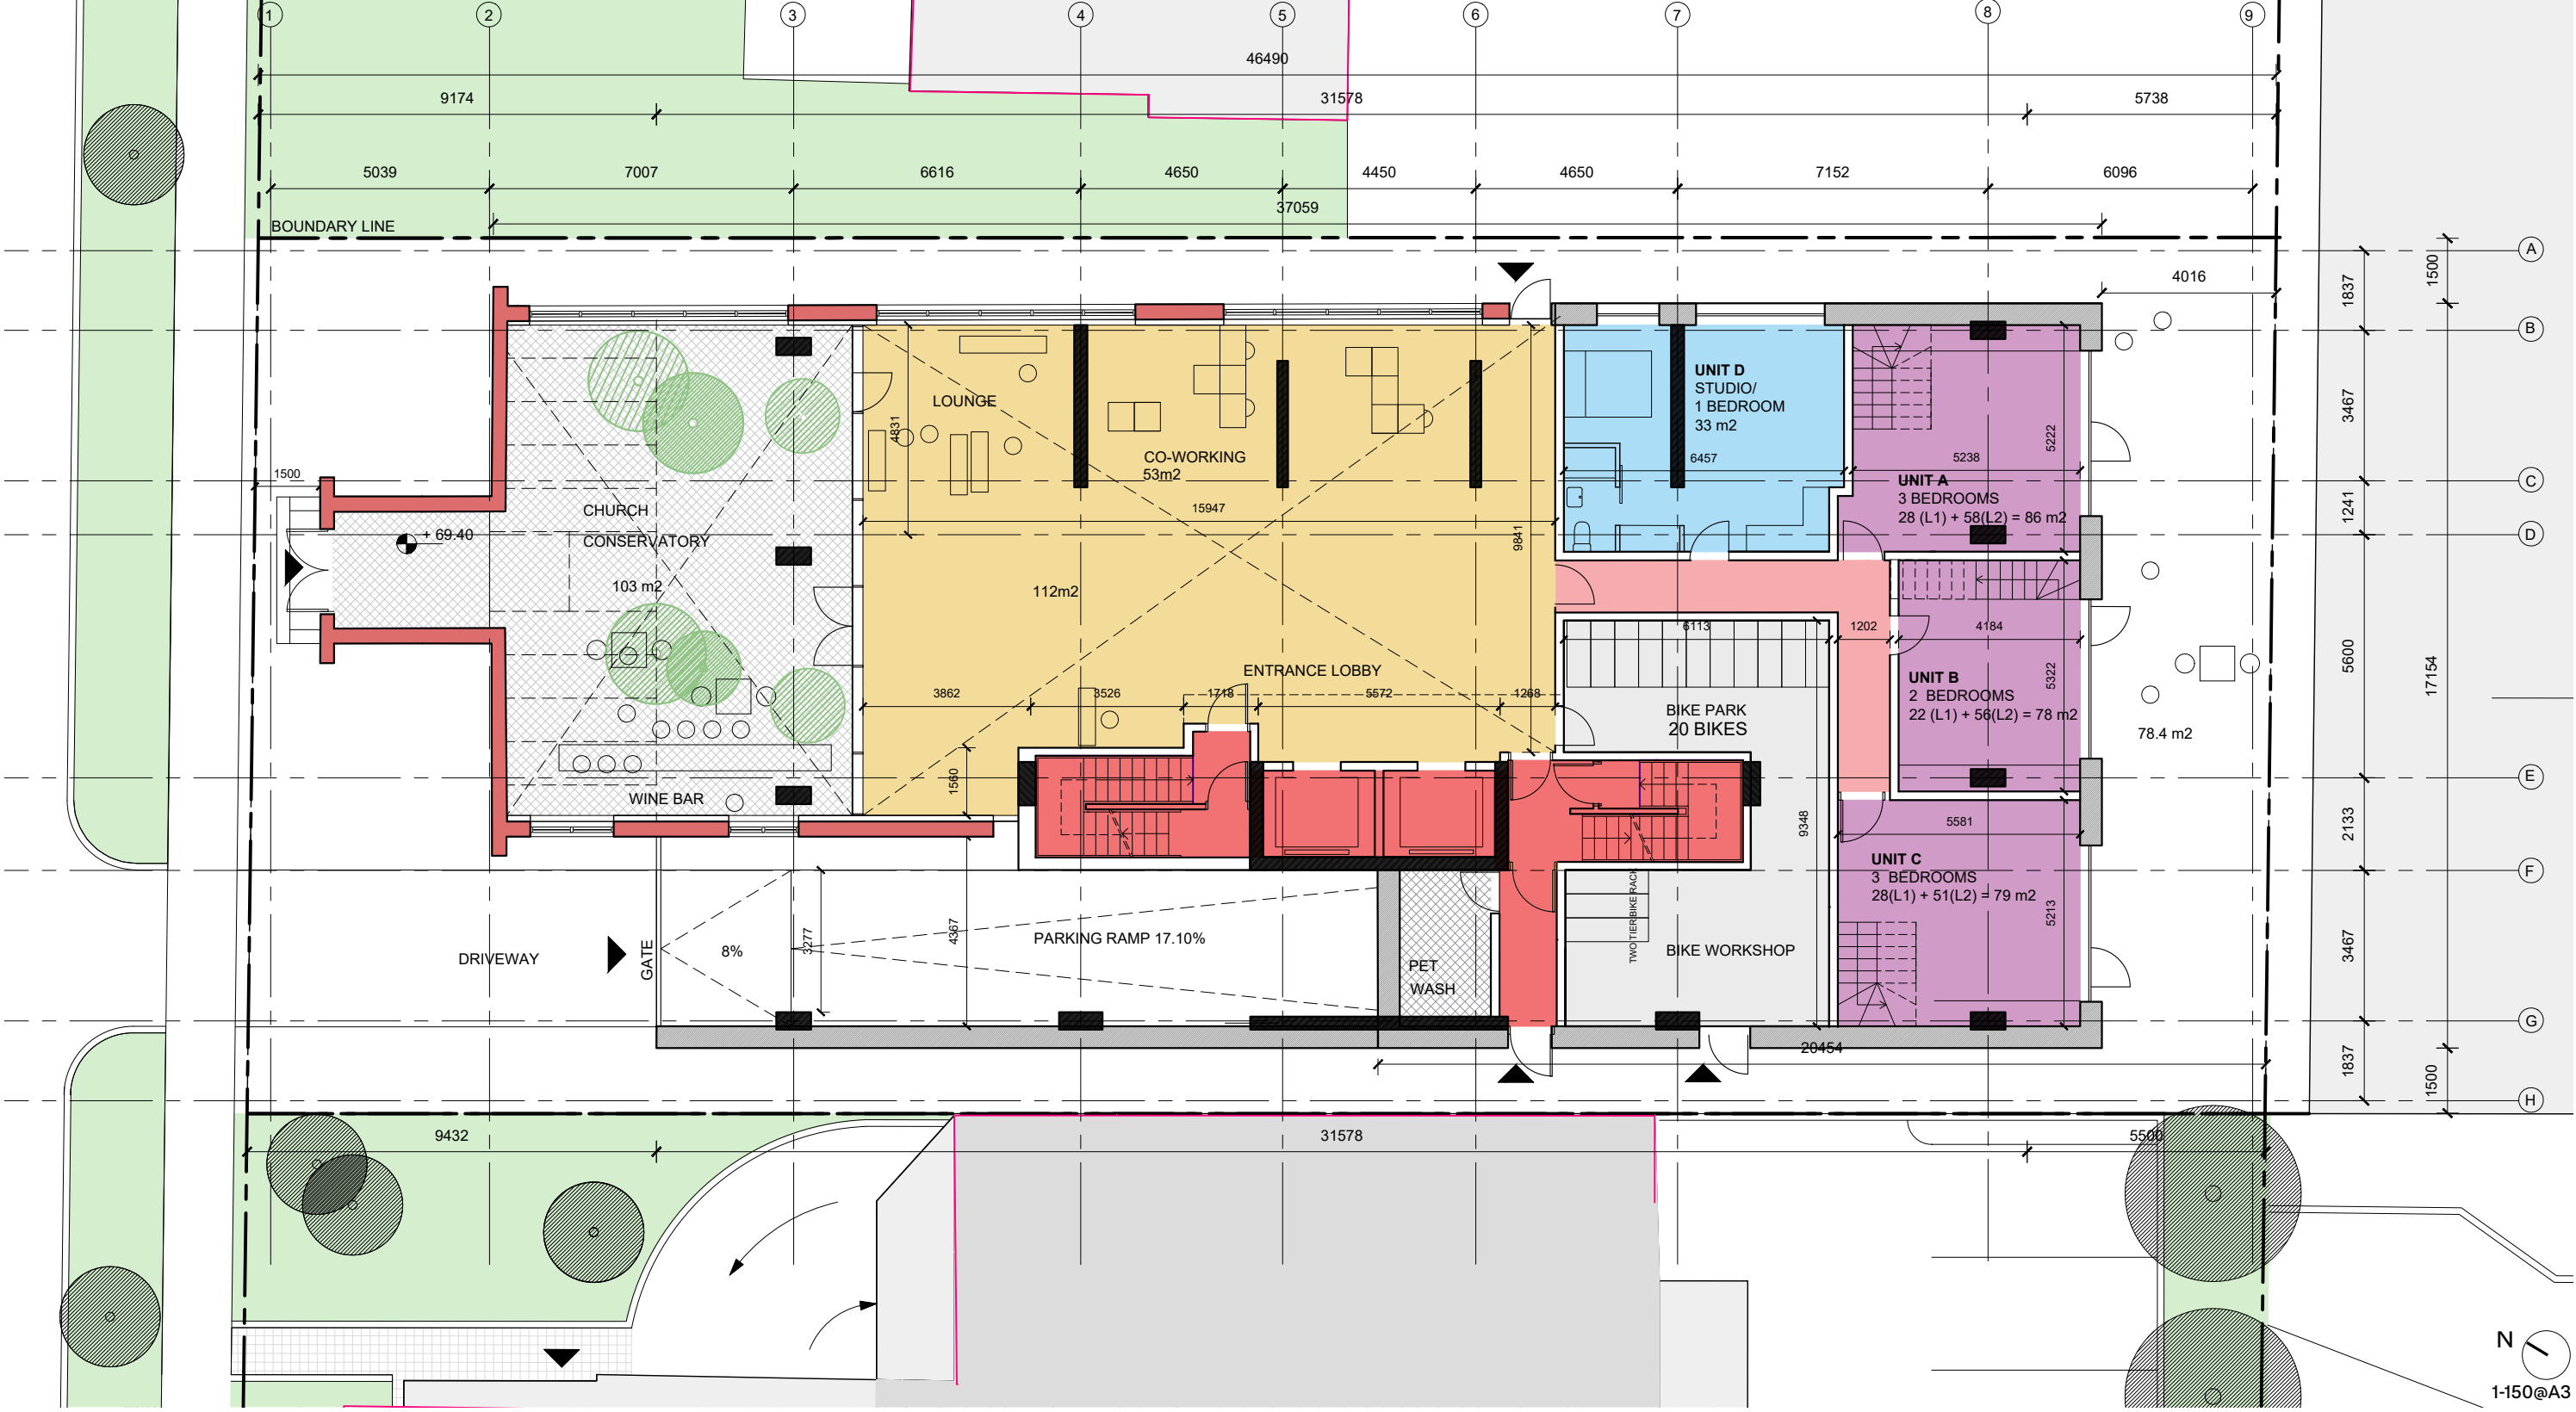 1 2 3 4 5 6 7 8 9
46490
9174 31578 5738
5039 7007 6616 4650 4450 4650 7152 6096
37059
BOUNDARY LINE
A
B
C
D
E
F
G
H
1837
3467
1241
5600
2133
3467
1837
1500
17154
1500
4016
1500
+ 69.40
CHURCH
CONSERVATORY
103 m2
WINE BAR
LOUNGE
4831
CO-WORKING
53m2
15947
9841
112m2
ENTRANCE LOBBY
3862 3526 1718 5572 1268
1560
UNIT D
STUDIO/
1 BEDROOM
33 m2
6457
5238
5222
UNIT A
3 BEDROOMS
28 (L1) + 58(L2) = 86 m2
6113 1202 4184
5322
UNIT B
2 BEDROOMS
22 (L1) + 56(L2) = 78 m2
78.4 m2
BIKE PARK
20 BIKES
9348
5581
UNIT C
3 BEDROOMS
28(L1) + 51(L2) = 79 m2
5213
TWO TIER BIKE RACK
BIKE WORKSHOP
PET
WASH
DRIVEWAY
GATE
8%
3277
4367
PARKING RAMP 17.10%
20454
9432 31578 5500
N
1-150@A3